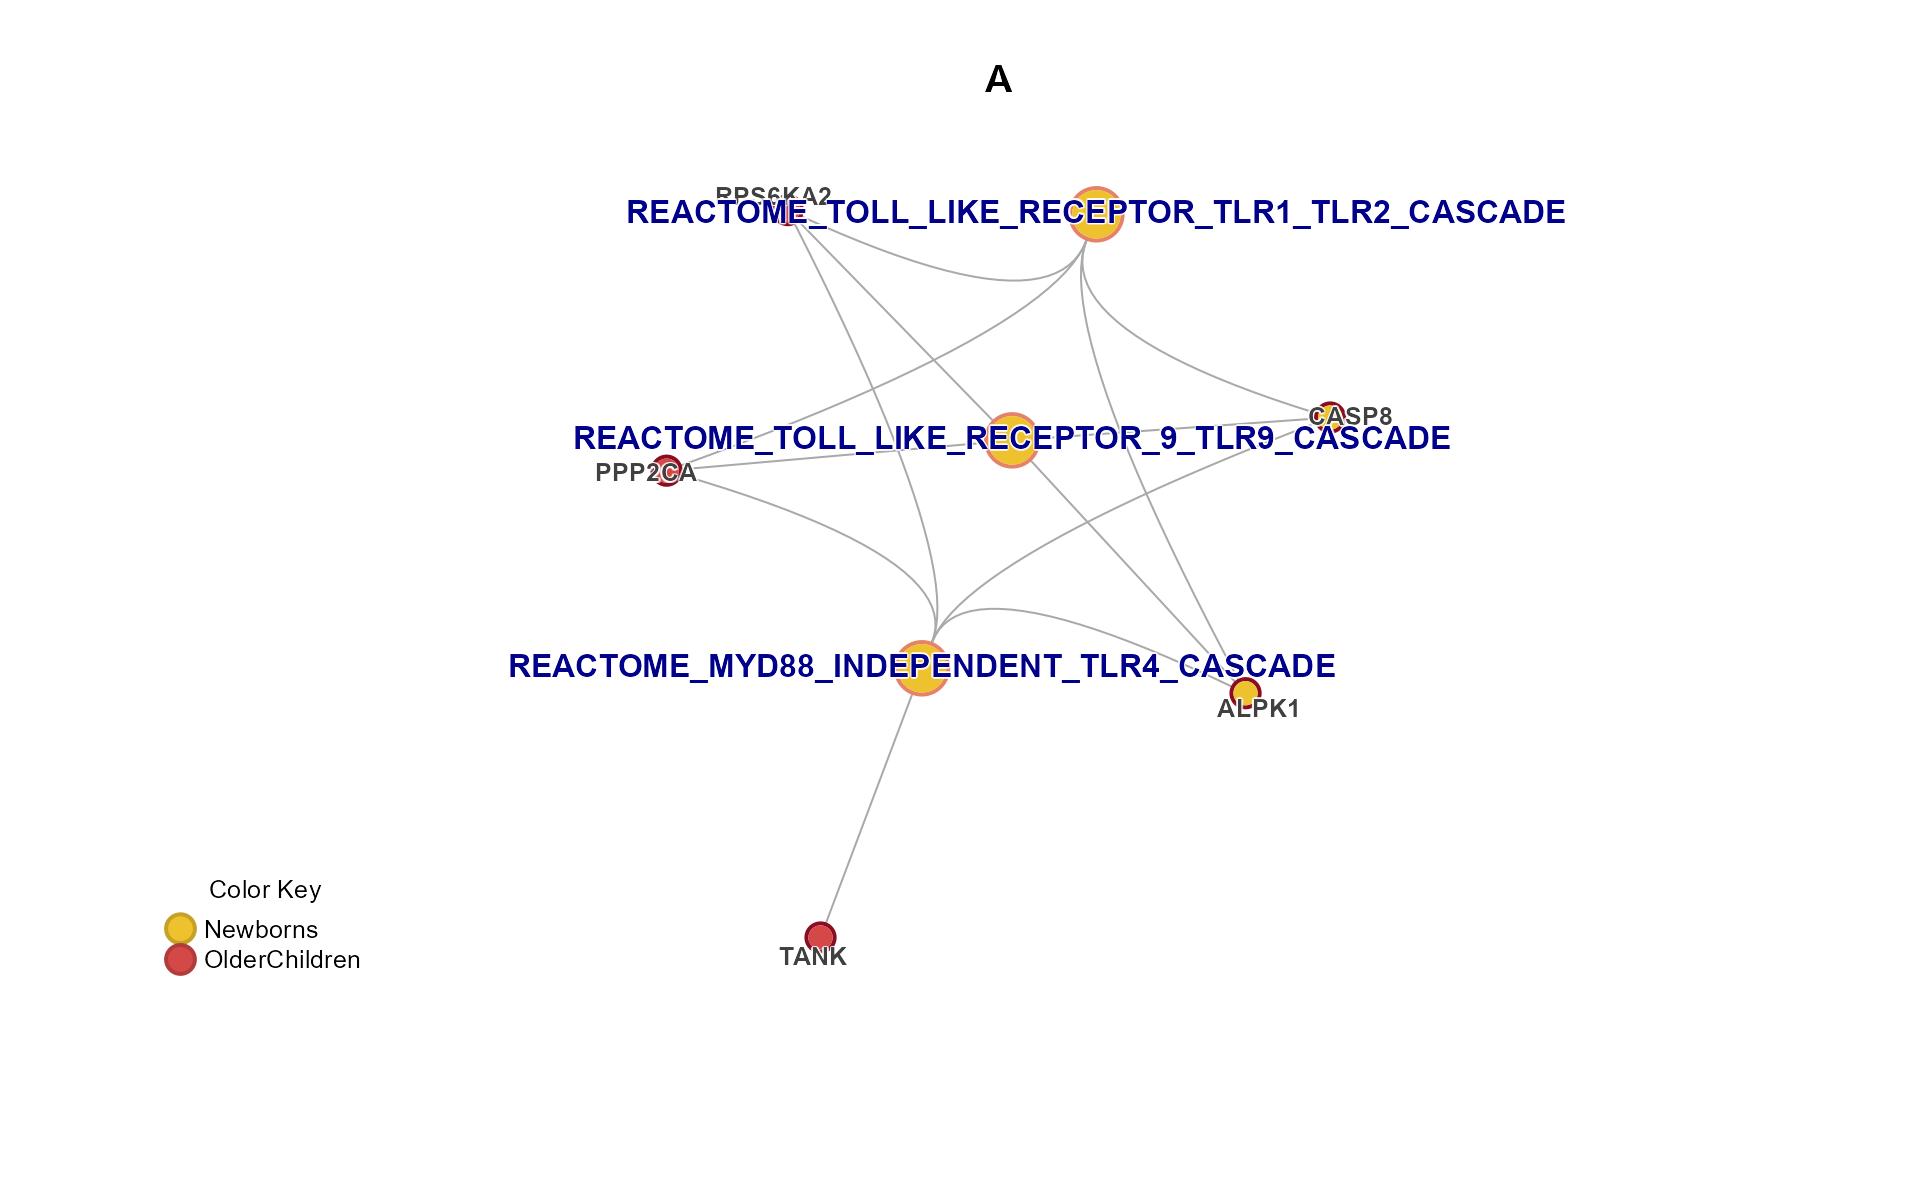 A
RPS6KA2
REACTOME_TOLL_LIKE_RECEPTOR_TLR1_TLR2_CASCADE
CASP8
REACTOME_TOLL_LIKE_RECEPTOR_9_TLR9_CASCADE
PPP2CA
REACTOME_MYD88_INDEPENDENT_TLR4_CASCADE
ALPK1
TANK
Color Key
Newborns
OlderChildren